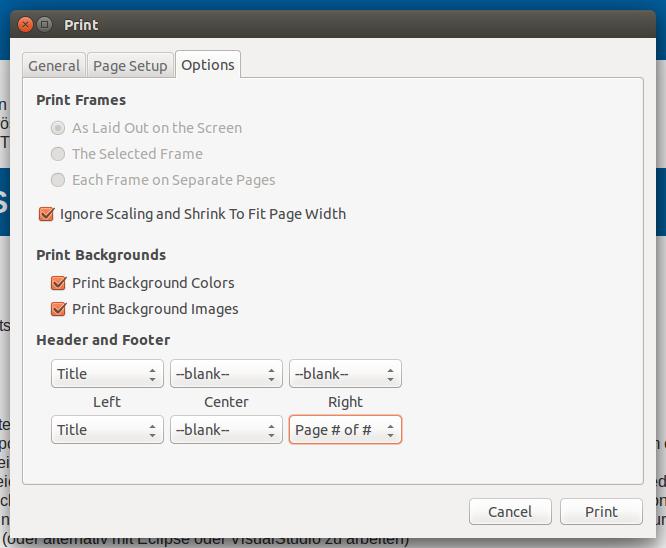 Print
General Page Setup Options
Print Frames
As Laid Out on the Screen
The Selected Frame
Each Frame on Separate Pages
Ignore Scaling and Shrink To Fit Page Width
Print Backgrounds
Print Background Colors
Print Background Images
Header and Footer
Title --blank-- --blank--
Left Center Right
Title --blank-- Page # of #
Cancel Print
(oder alternativ mit Eclipse oder VisualStudio zu arbeiten)